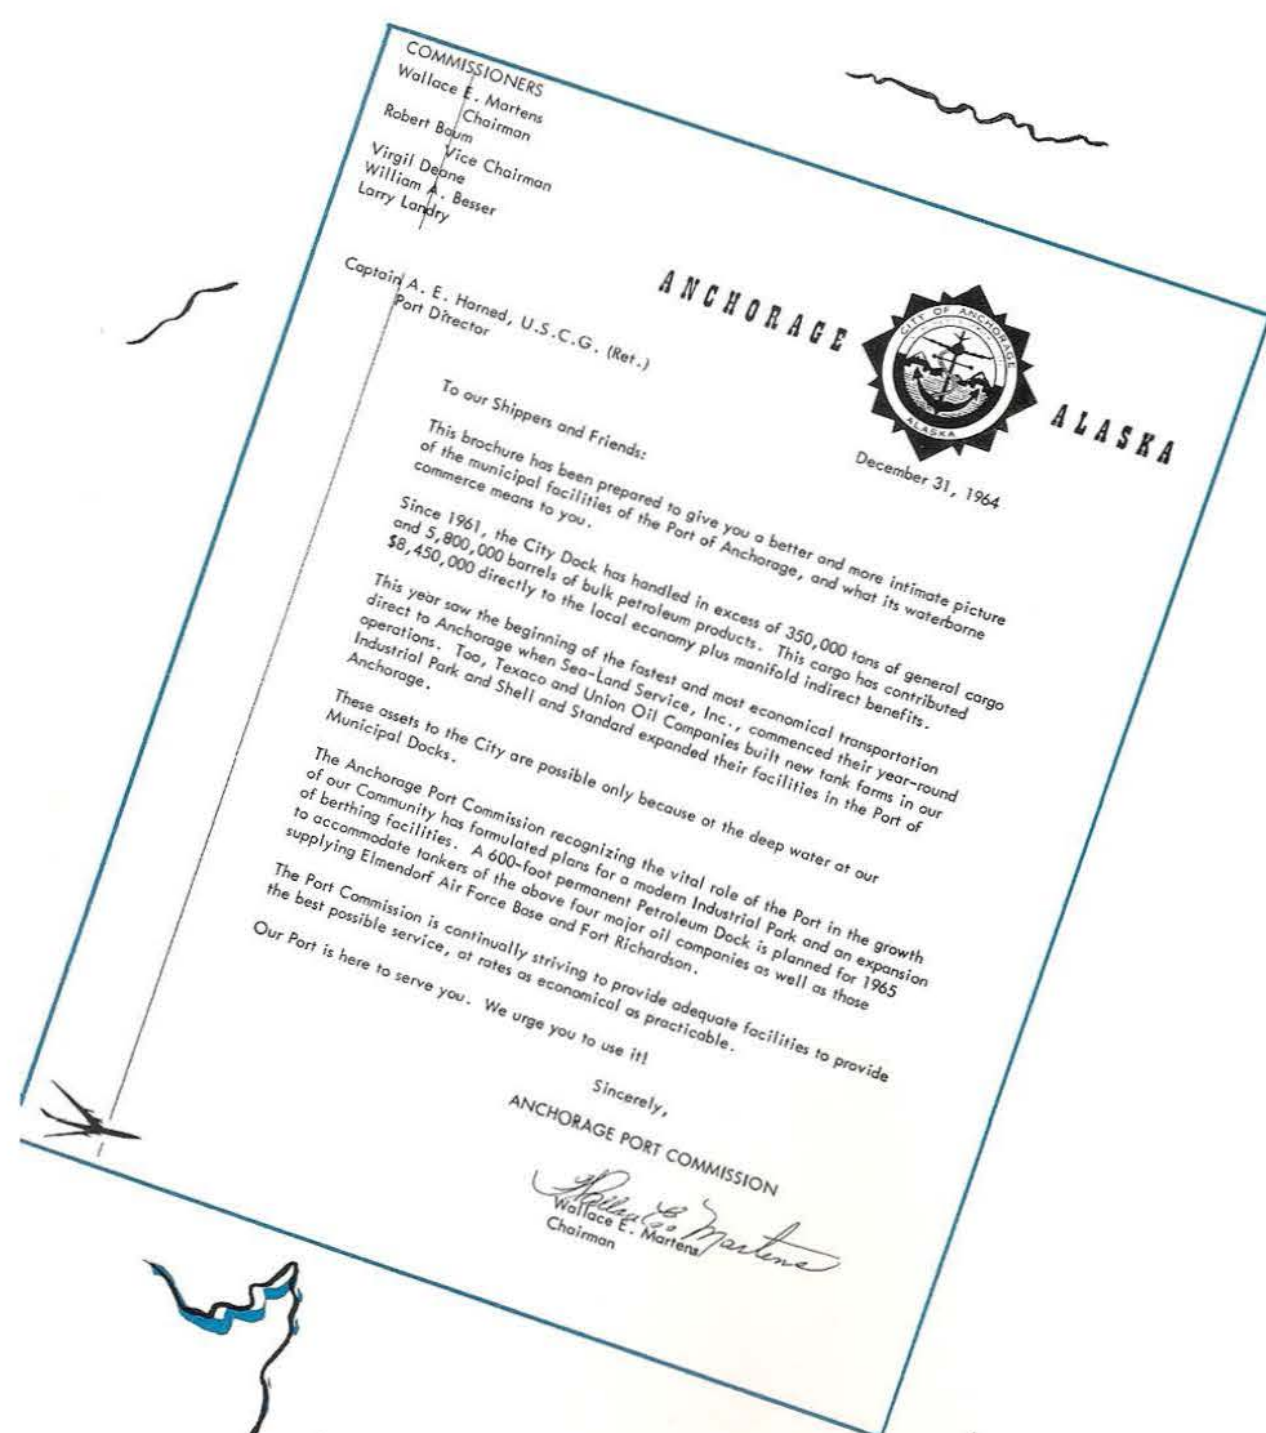 COMMISSIONERS
Wallace E. Martens
Chairman
Robert Baum
Vice Chairman
Virgil Deane
William A. Besser
Larry Landry
Captain A. E. Harned, U.S.C.G. (Ret.)
Port Director
ANCHORAGE
CITY OF ANCHORAGE
ALASKA
ALASKA
December 31, 1964
To our Shippers and Friends:
This brochure has been prepared to give you a better and more intimate picture
of the municipal facilities of the Port of Anchorage, and what its waterborne
commerce means to you.
Since 1961, the City Dock has handled in excess of 350,000 tons of general cargo
and 5,800,000 barrels of bulk petroleum products. This cargo has contributed
$8,450,000 directly to the local economy plus manifold indirect benefits.
This year saw the beginning of the fastest and most economical transportation
direct to Anchorage when Sea-Land Service, Inc., commenced their year-round
operations. Too, Texaco and Union Oil Companies built new tank farms in our
Industrial Park and Shell and Standard expanded their facilities in the Port of
Anchorage.
These assets to the City are possible only because ot the deep water at our
Municipal Docks.
The Anchorage Port Commission recognizing the vital role of the Port in the growth
of our Community has formulated plans for a modern Industrial Park and an expansion
of berthing facilities. A 600-foot permanent Petroleum Dock is planned for 1965
to accommodate tankers of the above four major oil companies as well as those
supplying Elmendorf Air Force Base and Fort Richardson.
The Port Commission is continually striving to provide adequate facilities to provide
the best possible service, at rates as economical as practicable.
Our Port is here to serve you. We urge you to use it!
Sincerely,
ANCHORAGE PORT COMMISSION
Wallace E. Martens
Wallace E. Martens
Chairman